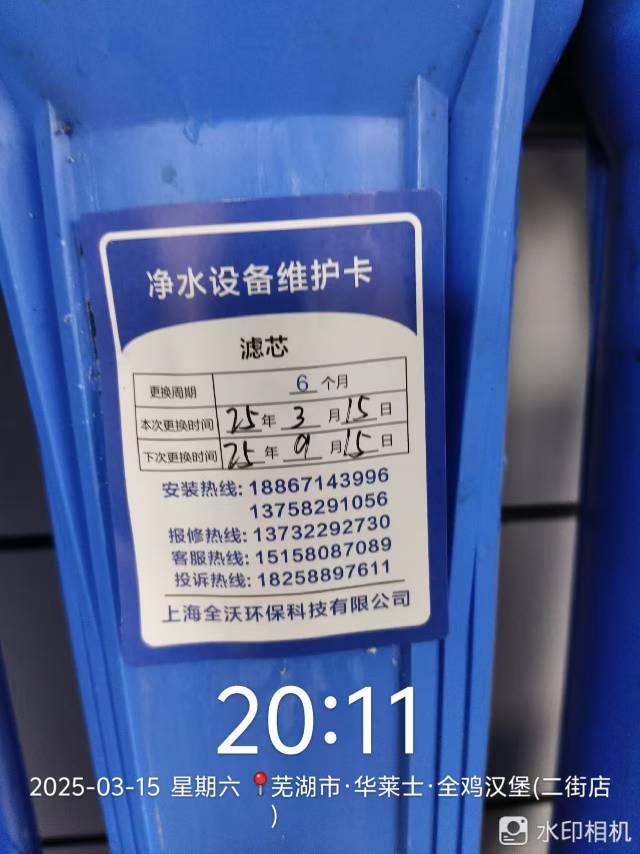 净水设备维护卡
滤芯
更换周期 6 个月
本次更换时间 25 年 3 月 15 日
下次更换时间 25 年 9 月 15 日
安装热线: 18867143996
13758291056
报修热线: 13732292730
客服热线: 15158087089
投诉热线: 18258897611
上海全沃环保科技有限公司
20:11
2025-03-15 星期六 📍芜湖市·华莱士·全鸡汉堡(二街店
)
水印相机